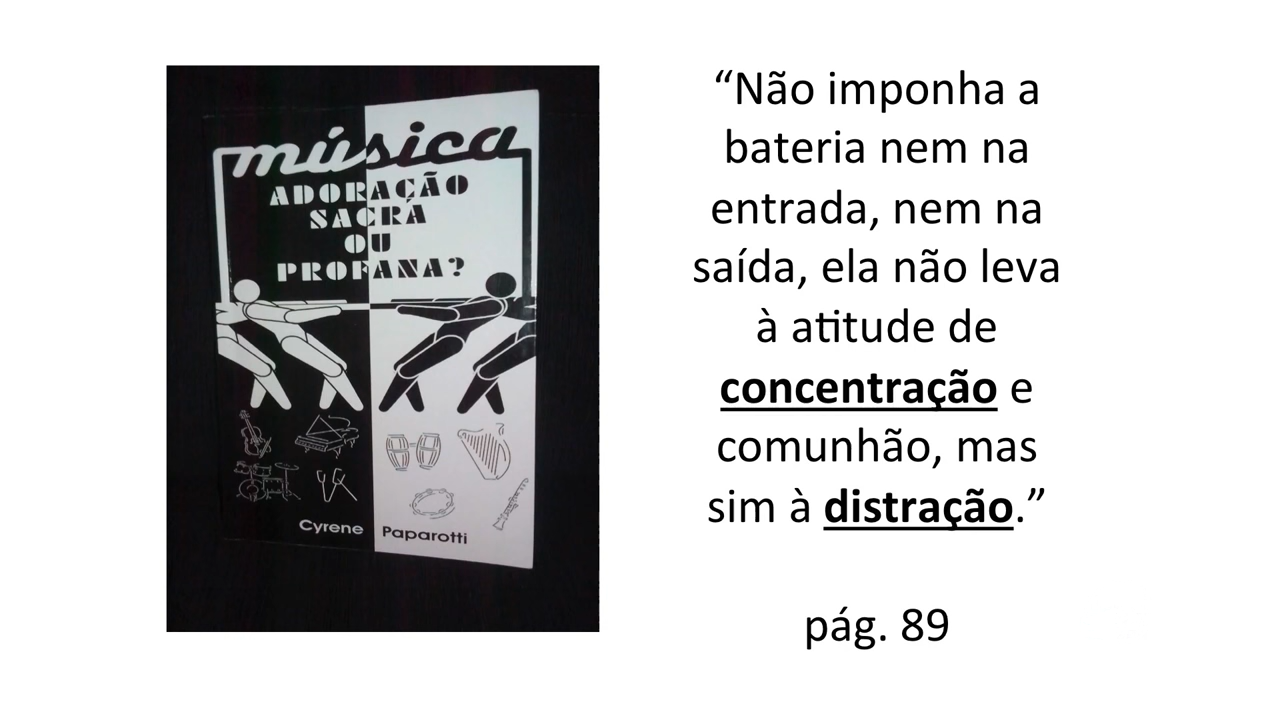 música
ADORAÇÃO
SACRA
OU
PROFANA?
Cyrene Paparotti
“Não imponha a
bateria nem na
entrada, nem na
saída, ela não leva
à atitude de
concentração e
comunhão, mas
sim à distração.”
pág. 89